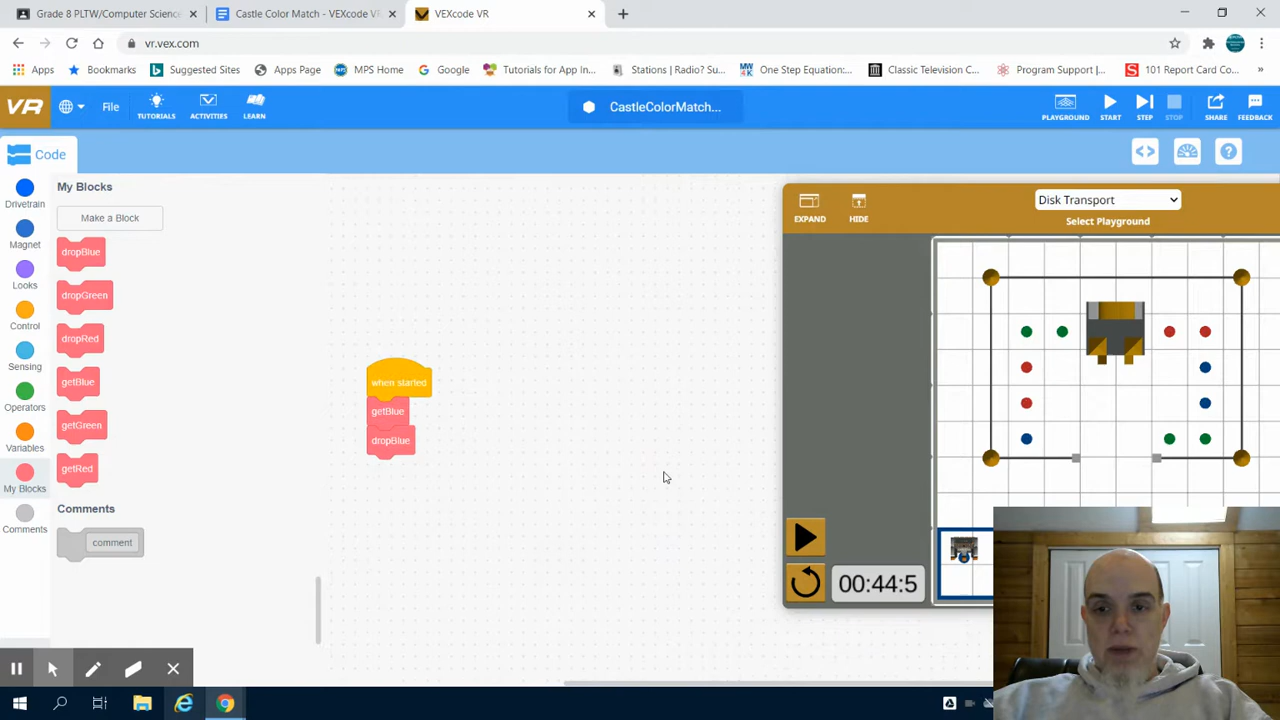 Grade 8 PLTW/Computer Science
Castle Color Match - VEXcode VR
VEXcode VR
vr.vex.com
Apps
Bookmarks
Suggested Sites
Apps Page
MPS Home
Google
Tutorials for App In...
Stations | Radio? Su...
One Step Equation:...
Classic Television C...
Program Support |...
101 Report Card Co...
»
VR
File
TUTORIALS
ACTIVITIES
LEARN
CastleColorMatch...
PLAYGROUND
START
STEP
STOP
SHARE
FEEDBACK
Code
Drivetrain
Magnet
Looks
Control
Sensing
Operators
Variables
My Blocks
Comments
My Blocks
Make a Block
dropBlue
dropGreen
dropRed
getBlue
getGreen
getRed
Comments
comment
when started
getBlue
dropBlue
EXPAND
HIDE
Disk Transport
Select Playground
00:44:5